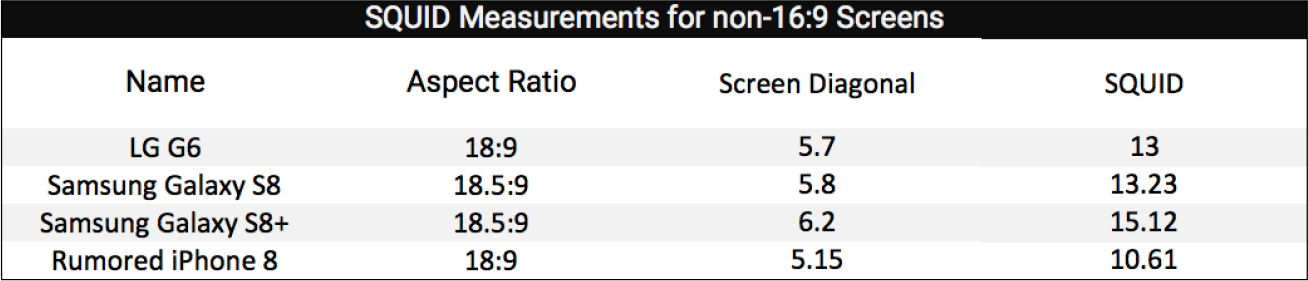 SQUID Measurements for non-16:9 Screens
Name Aspect Ratio Screen Diagonal SQUID
LG G6 18:9 5.7 13
Samsung Galaxy S8 18.5:9 5.8 13.23
Samsung Galaxy S8+ 18.5:9 6.2 15.12
Rumored iPhone 8 18:9 5.15 10.61